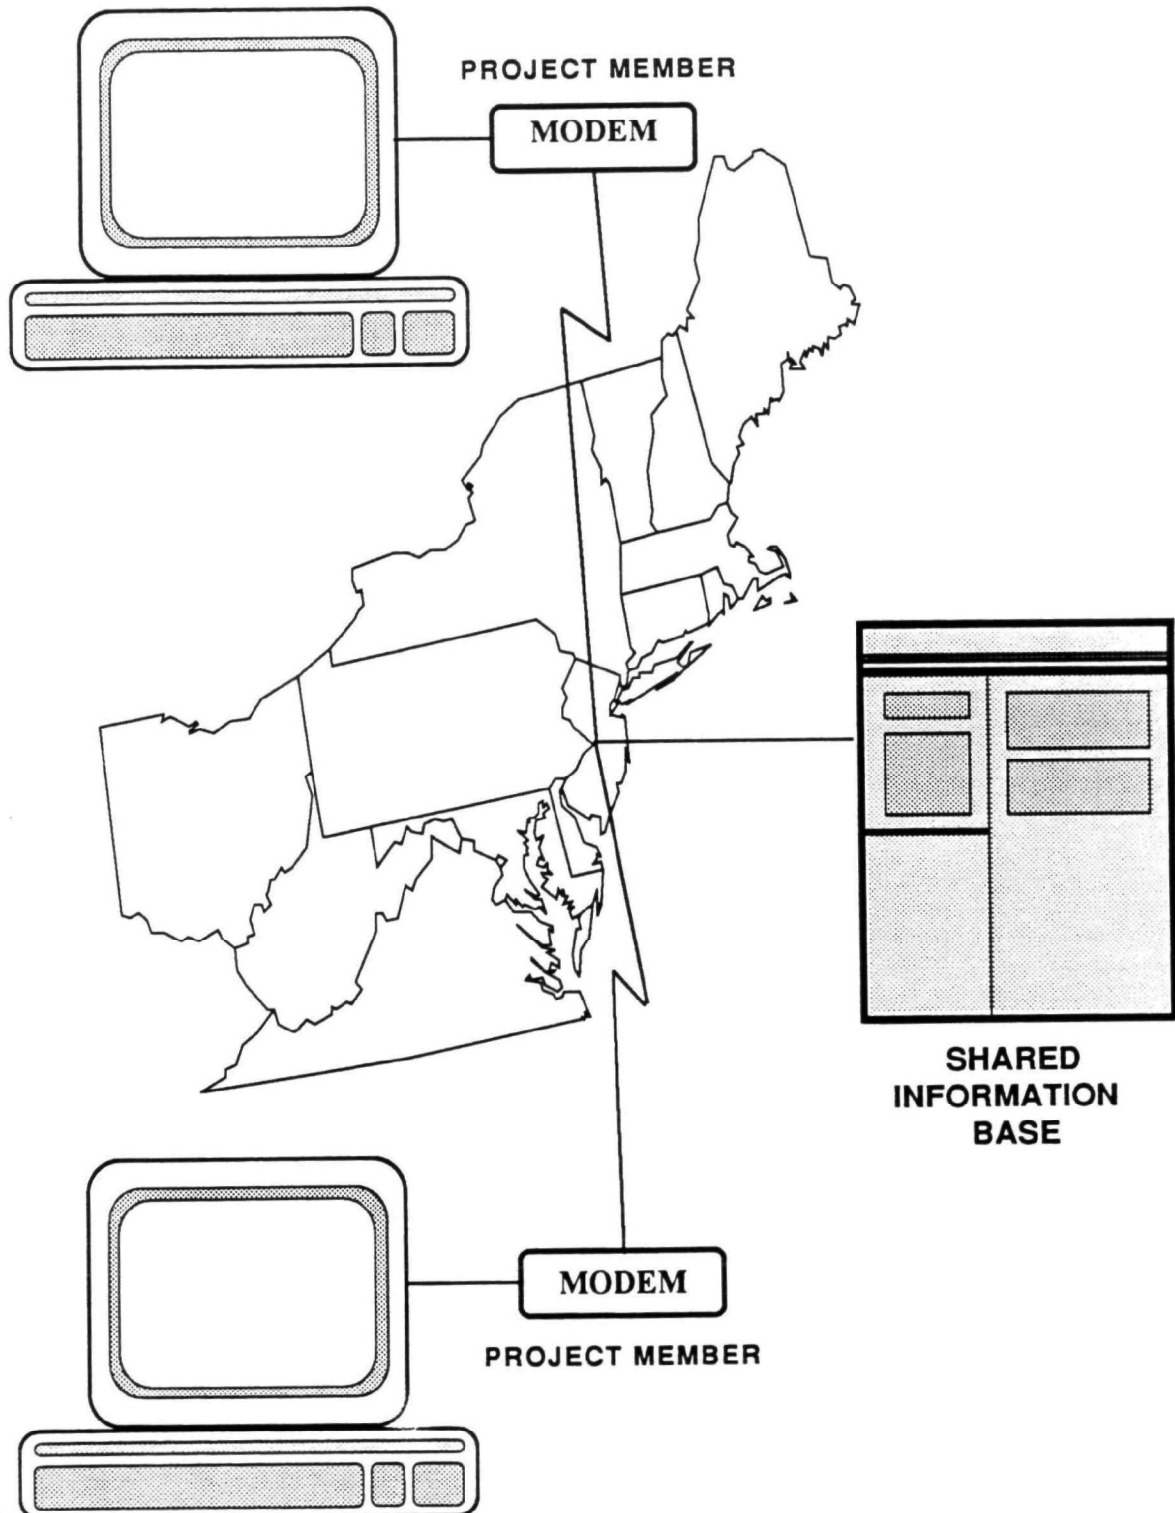 PROJECT MEMBER
MODEM
SHARED
INFORMATION
BASE
MODEM
PROJECT MEMBER